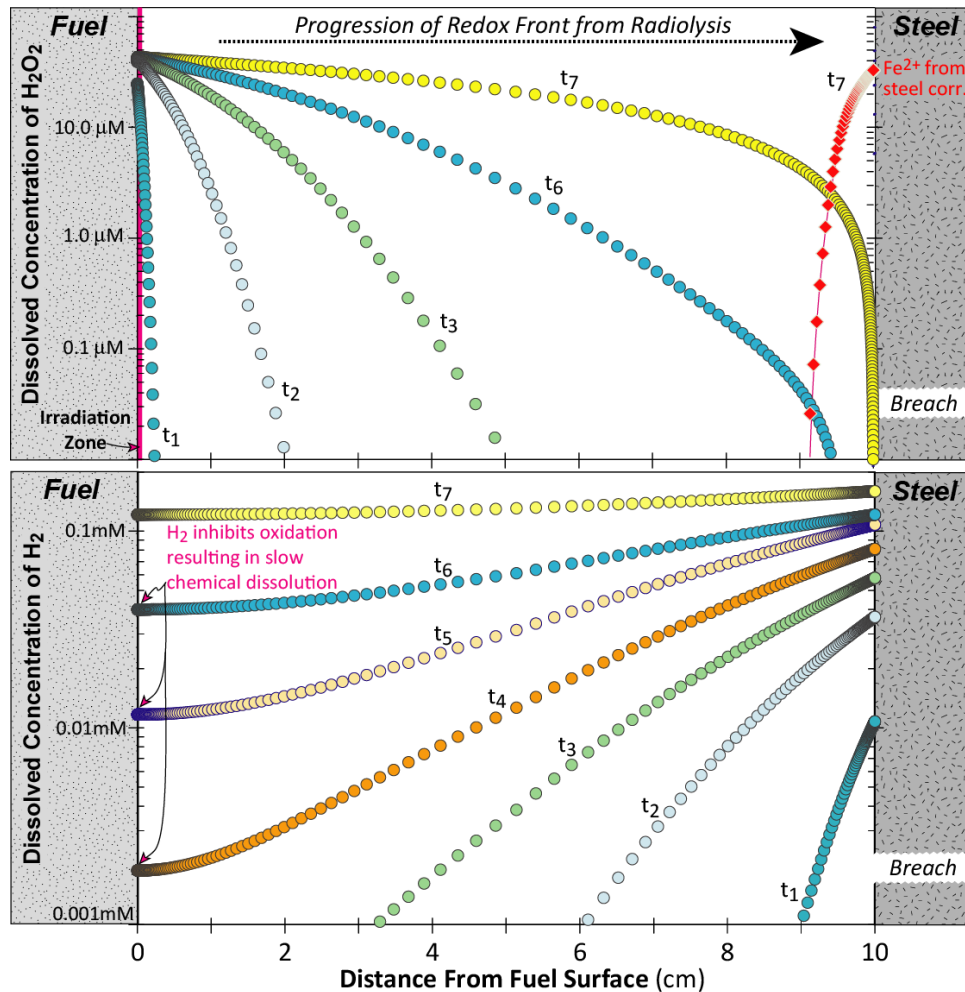 Fuel
Progression of Redox Front from Radiolysis
Steel
Dissolved Concentration of H₂O₂
10.0 µM
1.0 µM
0.1 µM
t₇
t₆
t₃
t₂
t₁
t₇
Fe²⁺ from
steel corr.
Irradiation
Zone
Breach
Fuel
Steel
Dissolved Concentration of H₂
0.1mM
0.01mM
0.001mM
H₂ inhibits oxidation
resulting in slow
chemical dissolution
t₇
t₆
t₅
t₄
t₃
t₂
t₁
Breach
0 2 4 6 8 10
Distance From Fuel Surface (cm)